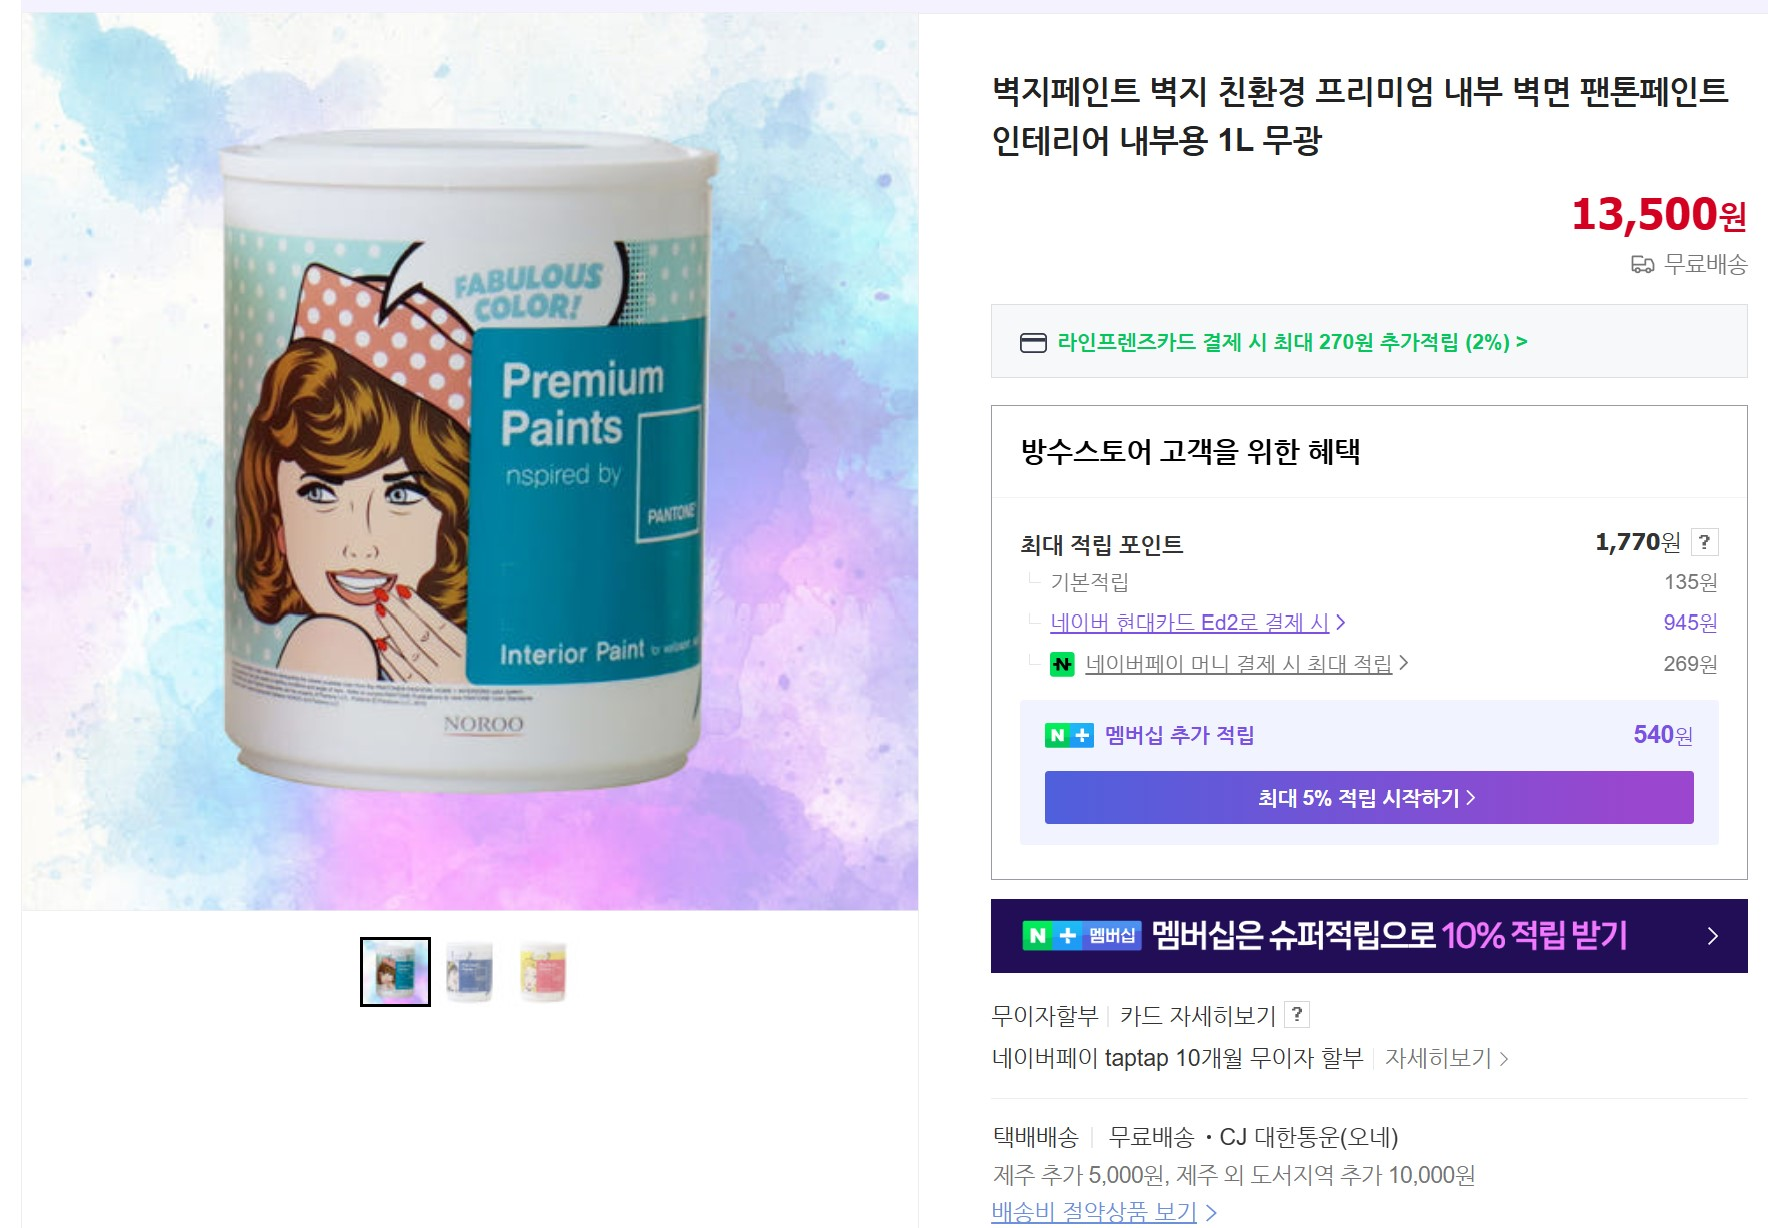 벽지페인트 벽지 친환경 프리미엄 내부 벽면 팬톤페인트
인테리어 내부용 1L 무광
13,500원
무료배송
라인프렌즈카드 결제 시 최대 270원 추가적립 (2%) >
방수스토어 고객을 위한 혜택
최대 적립 포인트 1,770원 ?
기본적립 135원
네이버 현대카드 Ed2로 결제 시 > 945원
N 네이버페이 머니 결제 시 최대 적립 > 269원
N + 멤버십 추가 적립 540원
최대 5% 적립 시작하기 >
N + 멤버십 멤버십은 슈퍼적립으로 10% 적립 받기 >
무이자할부 카드 자세히보기 ?
네이버페이 taptap 10개월 무이자 할부 자세히보기 >
택배배송 무료배송 · CJ 대한통운(오네)
제주 추가 5,000원, 제주 외 도서지역 추가 10,000원
배송비 절약상품 보기 >
FABULOUS
COLOR!
Premium
Paints
nspired by
PANTONE
Interior Paint for wallpaper
NOROO